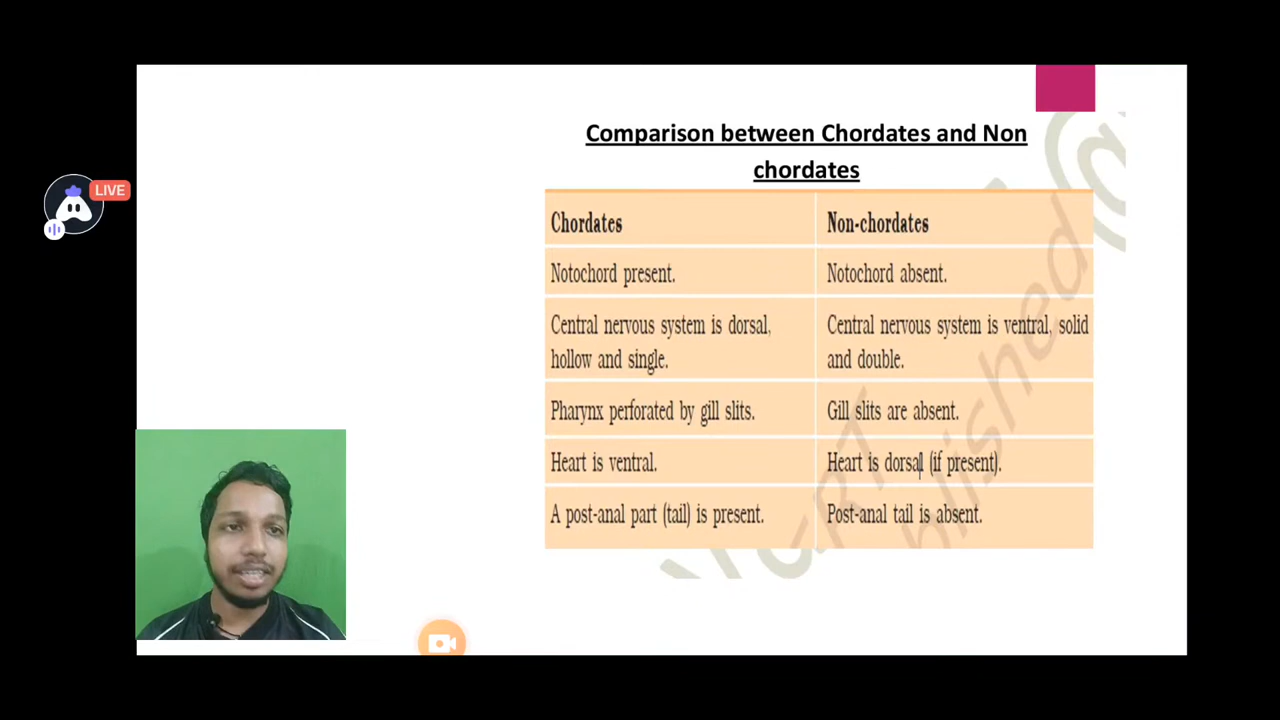 LIVE
Comparison between Chordates and Non
chordates
Chordates Non-chordates
Notochord present. Notochord absent.
Central nervous system is dorsal, Central nervous system is ventral, solid
hollow and single. and double.
Pharynx perforated by gill slits. Gill slits are absent.
Heart is ventral. Heart is dorsal (if present).
A post-anal part (tail) is present. Post-anal tail is absent.